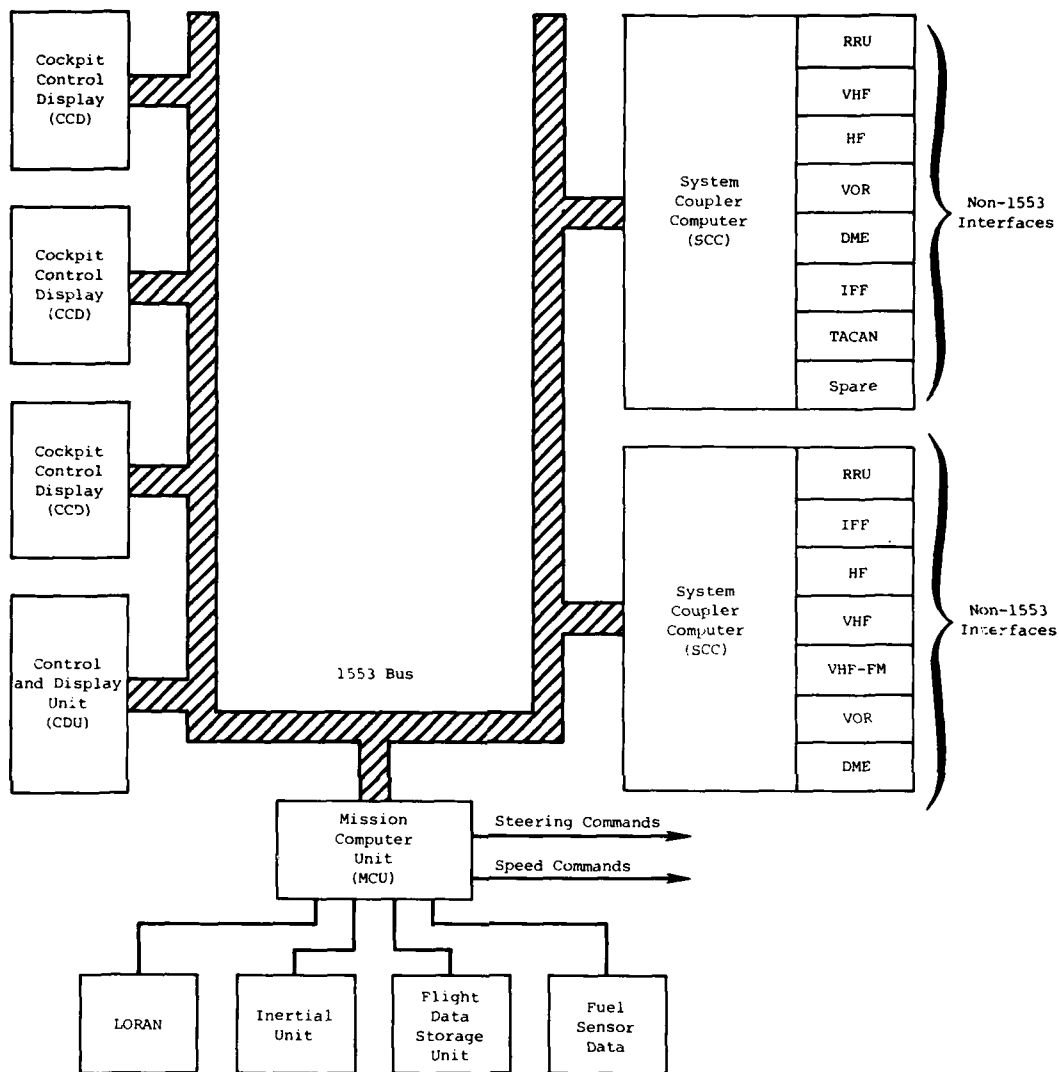 Cockpit
Control
Display
(CCD)
Cockpit
Control
Display
(CCD)
Cockpit
Control
Display
(CCD)
Control
and Display
Unit
(CDU)
1553 Bus
System
Coupler
Computer
(SCC)
RRU
VHF
HF
VOR
DME
IFF
TACAN
Spare
Non-1553
Interfaces
System
Coupler
Computer
(SCC)
RRU
IFF
HF
VHF
VHF-FM
VOR
DME
Non-1553
Interfaces
Mission
Computer
Unit
(MCU)
Steering Commands
Speed Commands
LORAN
Inertial
Unit
Flight
Data
Storage
Unit
Fuel
Sensor
Data